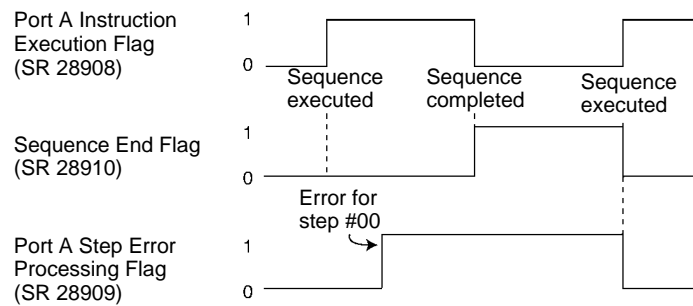 Port A Instruction
Execution Flag
(SR 28908)
1
0
Sequence
executed
Sequence
completed
Sequence
executed
Sequence End Flag
(SR 28910)
1
0
Error for
step #00
Port A Step Error
Processing Flag
(SR 28909)
1
0